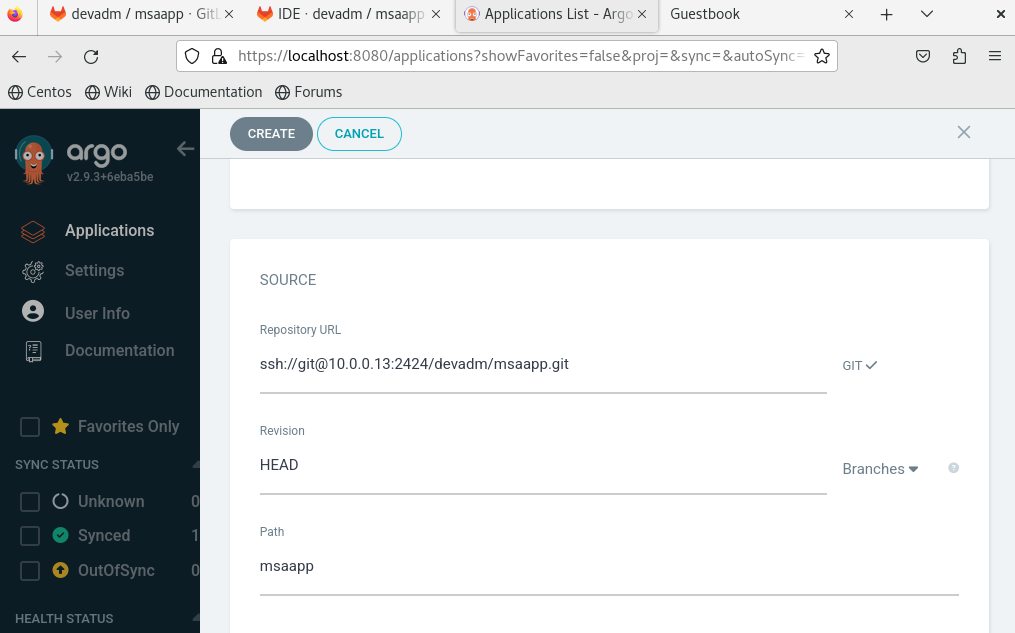 devadm / msaapp · GitL
IDE · devadm / msaapp
Applications List - Argo
Guestbook
https://localhost:8080/applications?showFavorites=false&proj=&sync=&autoSync=
Centos
Wiki
Documentation
Forums
argo
v2.9.3+6eba5be
Applications
Settings
User Info
Documentation
Favorites Only
SYNC STATUS
Unknown 0
Synced 1
OutOfSync 0
HEALTH STATUS
CREATE
CANCEL
SOURCE
Repository URL
ssh://git@10.0.0.13:2424/devadm/msaapp.git
GIT
Revision
HEAD
Branches
?
Path
msaapp